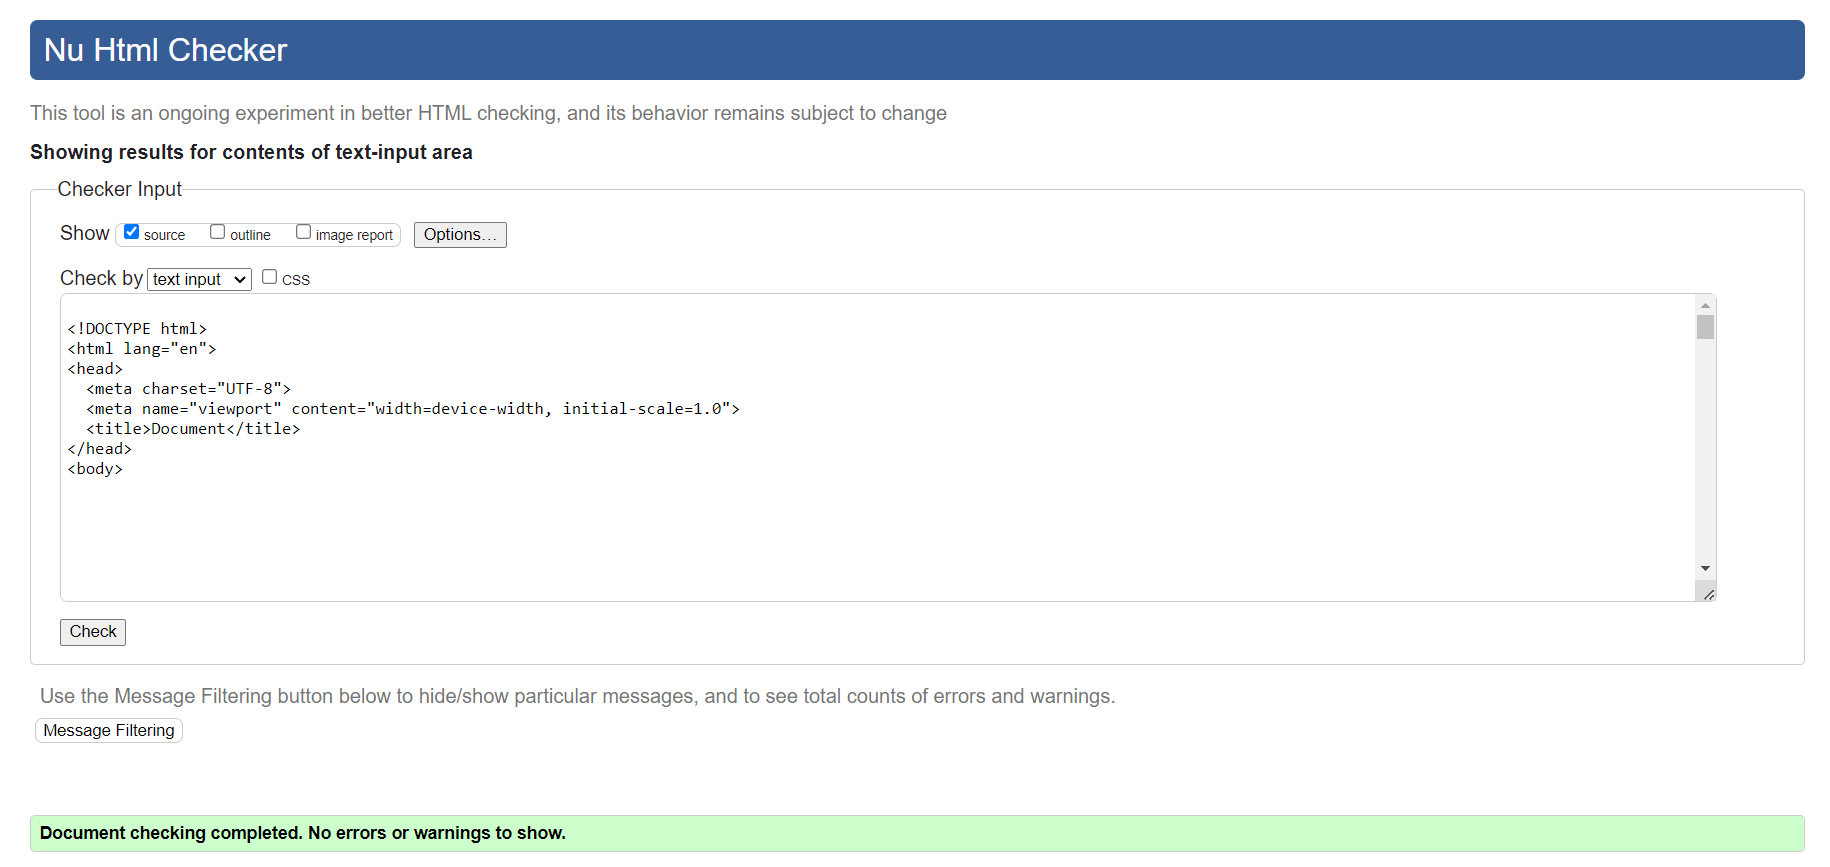 Nu Html Checker
This tool is an ongoing experiment in better HTML checking, and its behavior remains subject to change
Showing results for contents of text-input area
Checker Input
Show source outline image report Options...
Check by text input CSS
<!DOCTYPE html>
<html lang="en">
<head>
  <meta charset="UTF-8">
  <meta name="viewport" content="width=device-width, initial-scale=1.0">
  <title>Document</title>
</head>
<body>
Check
Use the Message Filtering button below to hide/show particular messages, and to see total counts of errors and warnings.
Message Filtering
Document checking completed. No errors or warnings to show.